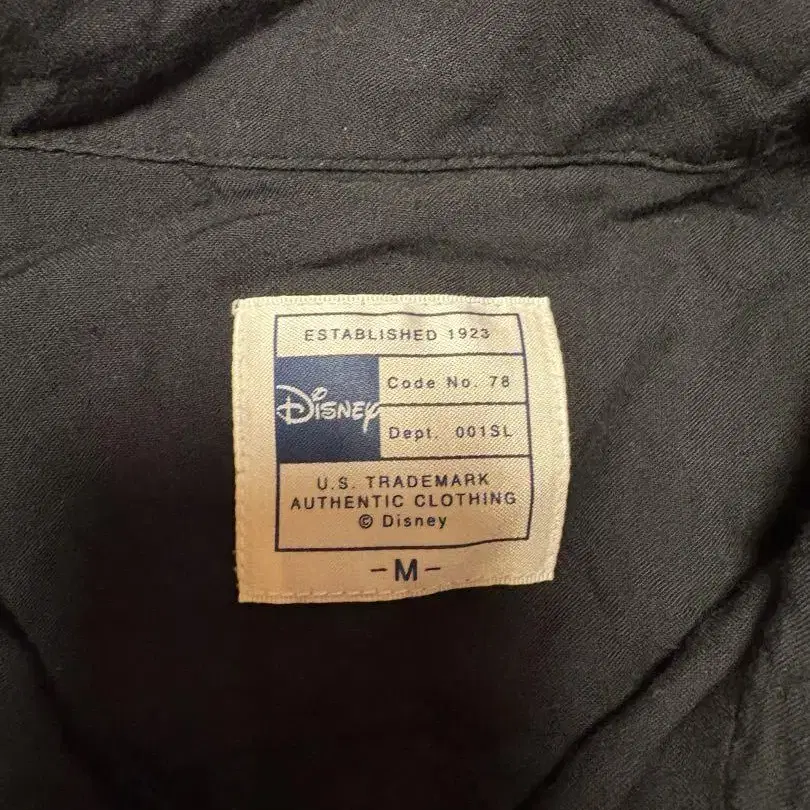 ESTABLISHED 1923
Disney
Code No. 78
Dept. 001SL
U.S. TRADEMARK
AUTHENTIC CLOTHING
© Disney
-M-